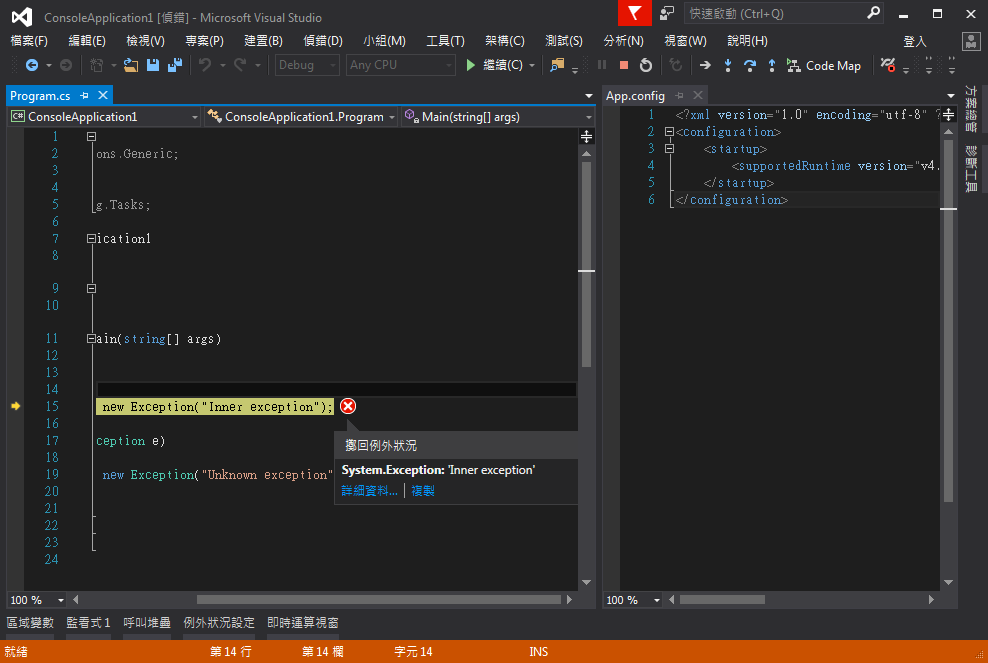 ConsoleApplication1 [偵錯] - Microsoft Visual Studio
快速啟動 (Ctrl+Q)
檔案(F) 編輯(E) 檢視(V) 專案(P) 建置(B) 偵錯(D) 小組(M) 工具(T) 架構(C) 測試(S) 分析(N) 視窗(W) 說明(H) 登入
Debug Any CPU 繼續(C) Code Map
Program.cs
ConsoleApplication1 ConsoleApplication1.Program Main(string[] args)
1
2 ons.Generic;
3
4
5 g.Tasks;
6
7 ication1
8
9
10
11 ain(string[] args)
12
13
14
15 new Exception("Inner exception");
16
17 ception e)
18
19 new Exception("Unknown exception"
20
21
22
23
24
擲回例外狀況
System.Exception: 'Inner exception'
詳細資料... 複製
100 %
App.config
1 <?xml version="1.0" encoding="utf-8" ?
2 <configuration>
3 <startup>
4 <supportedRuntime version="v4.
5 </startup>
6 </configuration>
100 %
方案總管
診斷工具
區域變數 監看式 1 呼叫堆疊 例外狀況設定 即時運算視窗
就緒 第 14 行 第 14 欄 字元 14 INS